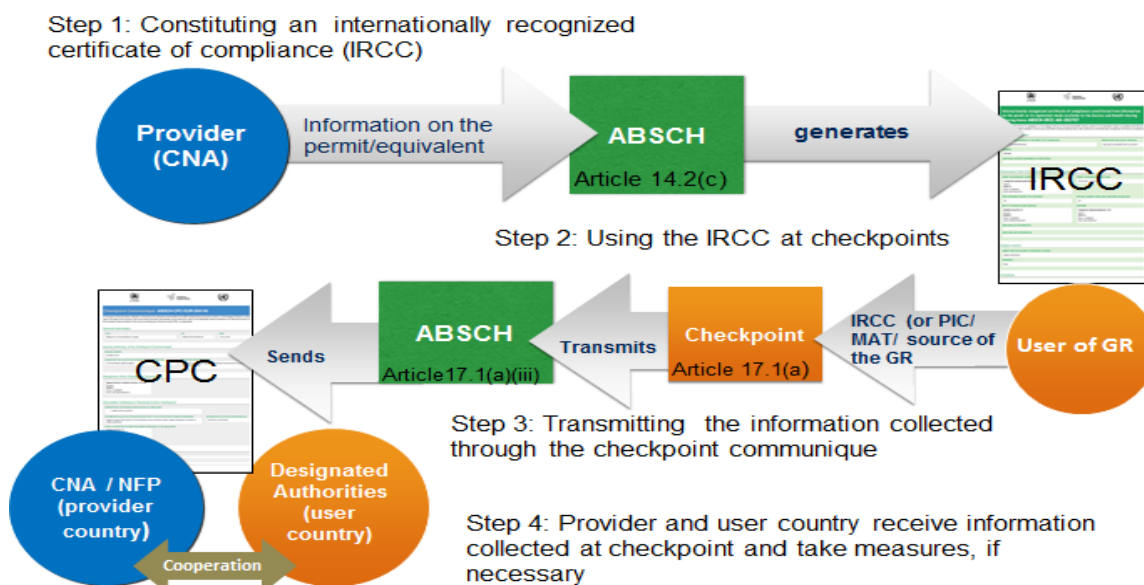 Step 1: Constituting an internationally recognized
certificate of compliance (IRCC)
Provider
(CNA)
Information on the
permit/equivalent
ABSCH
Article 14.2(c)
generates
IRCC
Step 2: Using the IRCC at checkpoints
CPC
Sends
ABSCH
Article17.1(a)(iii)
Transmits
Checkpoint
Article 17.1(a)
IRCC (or PIC/
MAT/ source of
the GR
User of GR
Step 3: Transmitting the information collected
through the checkpoint communique
CNA / NFP
(provider
country)
Designated
Authorities
(user
country)
Cooperation
Step 4: Provider and user country receive information
collected at checkpoint and take measures, if
necessary